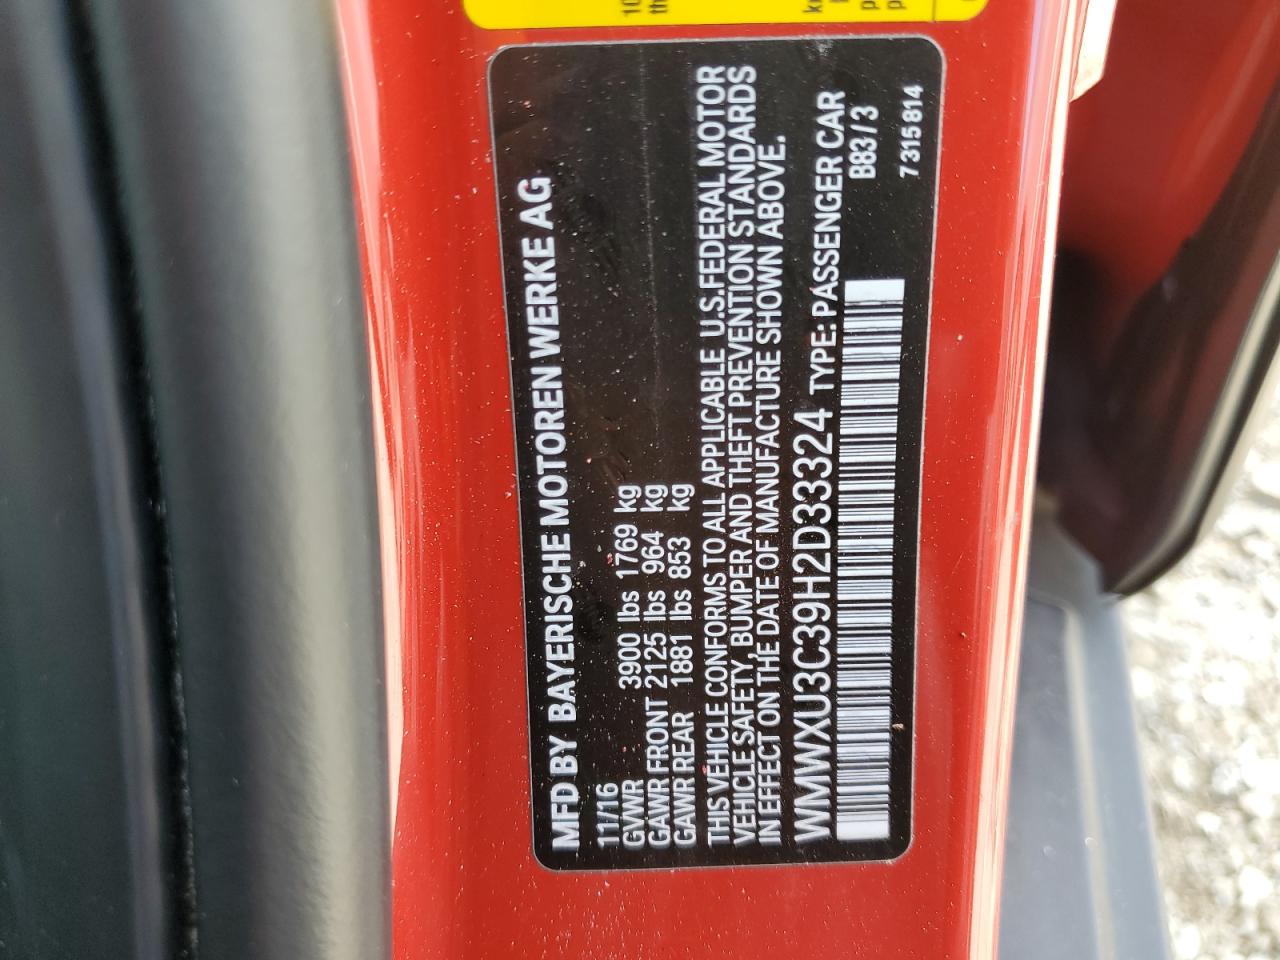 MFD BY BAYERISCHE MOTOREN WERKE AG
11/16
GVWR 3900 lbs 1769 kg
GAWR FRONT 2125 lbs 964 kg
GAWR REAR 1881 lbs 853 kg
THIS VEHICLE CONFORMS TO ALL APPLICABLE U.S.FEDERAL MOTOR
VEHICLE SAFETY, BUMPER AND THEFT PREVENTION STANDARDS
IN EFFECT ON THE DATE OF MANUFACTURE SHOWN ABOVE.
WMWXU3C39H2D33324 TYPE: PASSENGER CAR
B83/3
7315814